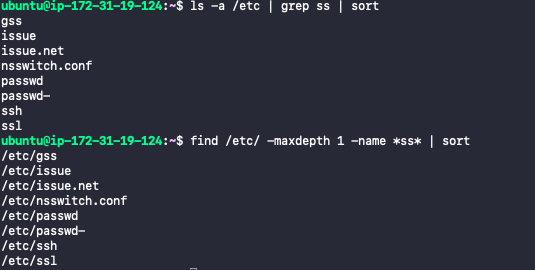 ubuntu@ip-172-31-19-124:~$ ls -a /etc | grep ss | sort
gss
issue
issue.net
nsswitch.conf
passwd
passwd-
ssh
ssl
ubuntu@ip-172-31-19-124:~$ find /etc/ -maxdepth 1 -name *ss* | sort
/etc/gss
/etc/issue
/etc/issue.net
/etc/nsswitch.conf
/etc/passwd
/etc/passwd-
/etc/ssh
/etc/ssl